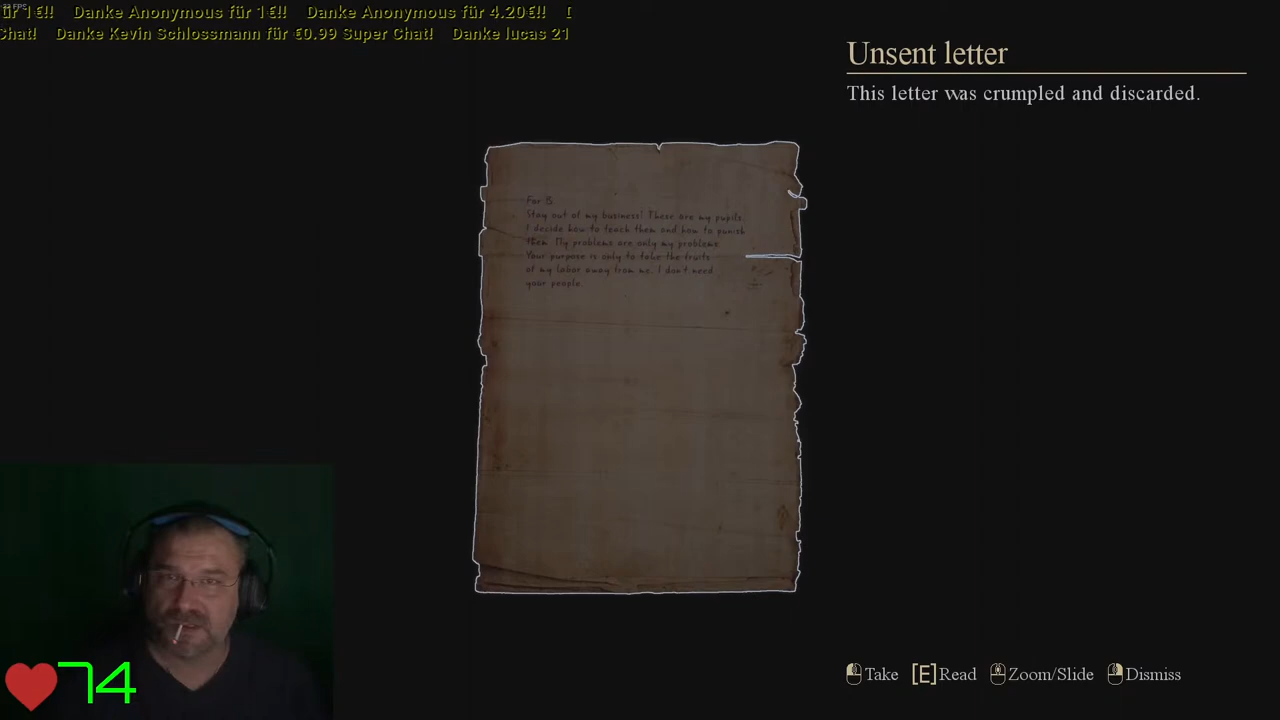 FPS
ür 1€!! Danke Anonymous für 1€!! Danke Anonymous für 4.20€!!
Chat! Danke Kevin Schlossmann für €0.99 Super Chat! Danke lucas 21
Unsent letter
This letter was crumpled and discarded.
For B
Stay out of my business! These are my pupils.
I decide how to teach them and how to punish
them. My problems are only my problems
Your purpose is only to take the fruits
of my labor away from me. I don't need
your people.
74
Take [E]Read Zoom/Slide Dismiss